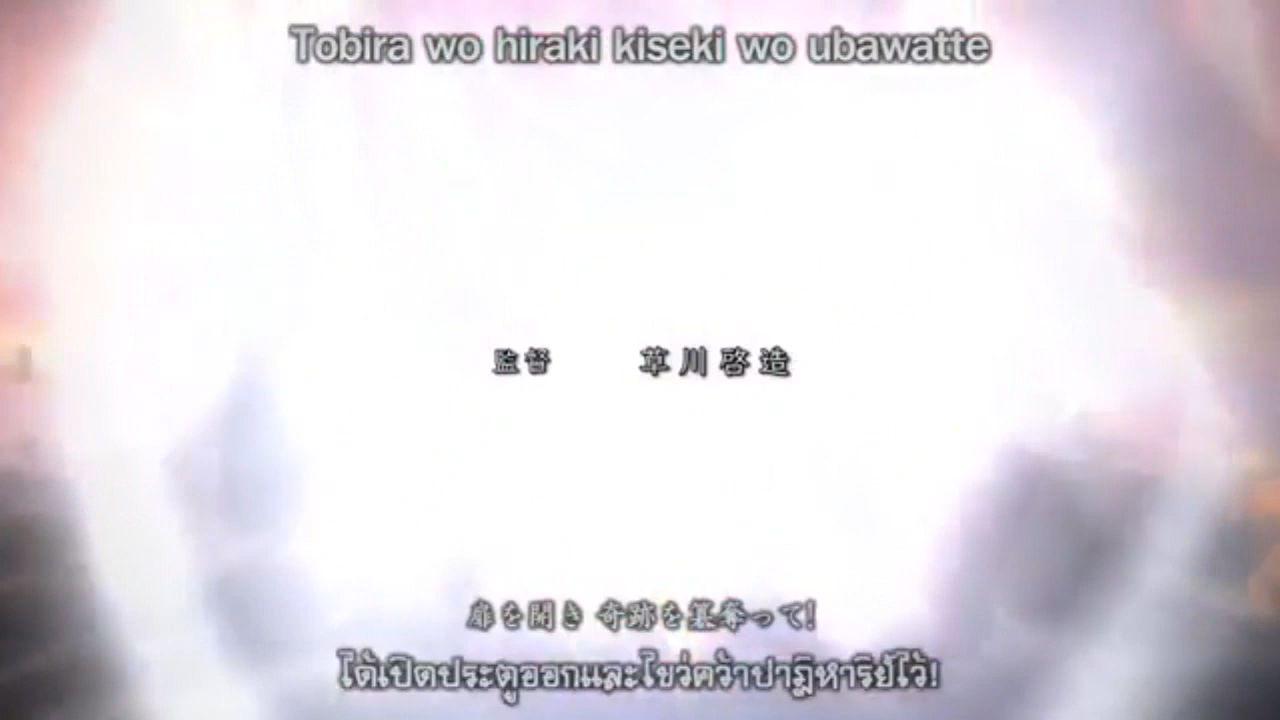 Tobira wo hiraki kiseki wo ubawatte
監督 草川啓造
扉を開き 奇跡を簒奪って!
ได้เปิดประตูออกและไขว่คว้าปาฏิหาริย์ไว้!